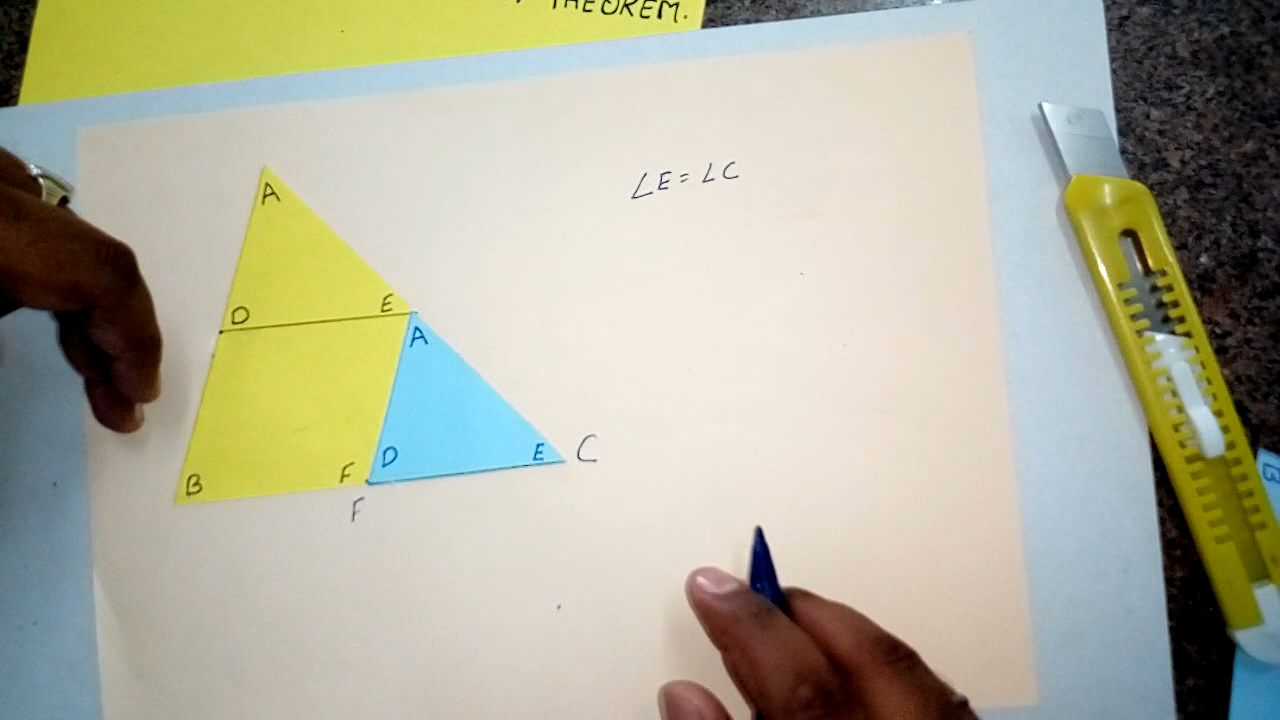 THEOREM.
∠E = ∠C
A
D E
A
D E C
B F
F